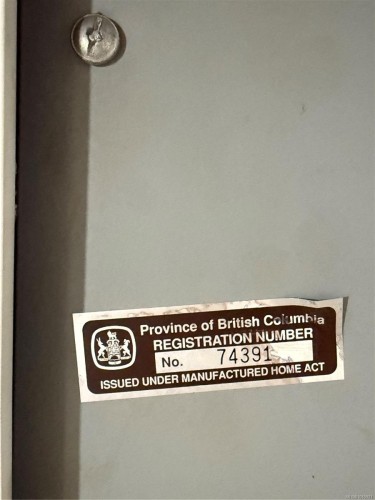 Province of British Columbia
REGISTRATION NUMBER
No. 74391
ISSUED UNDER MANUFACTURED HOME ACT